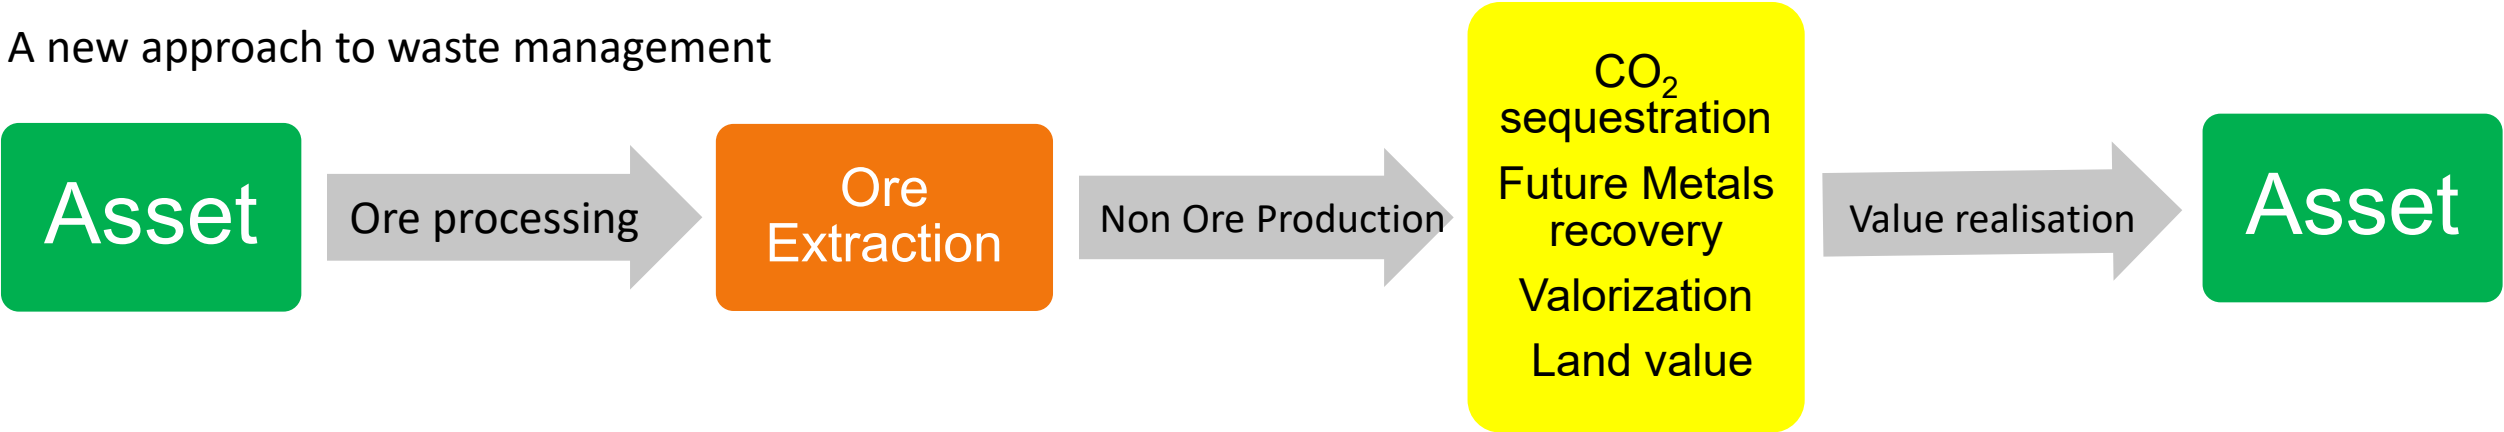 A new approach to waste management
Asset
Ore processing
Ore
Extraction
Non Ore Production
CO₂
sequestration
Future Metals
recovery
Valorization
Land value
Value realisation
Asset